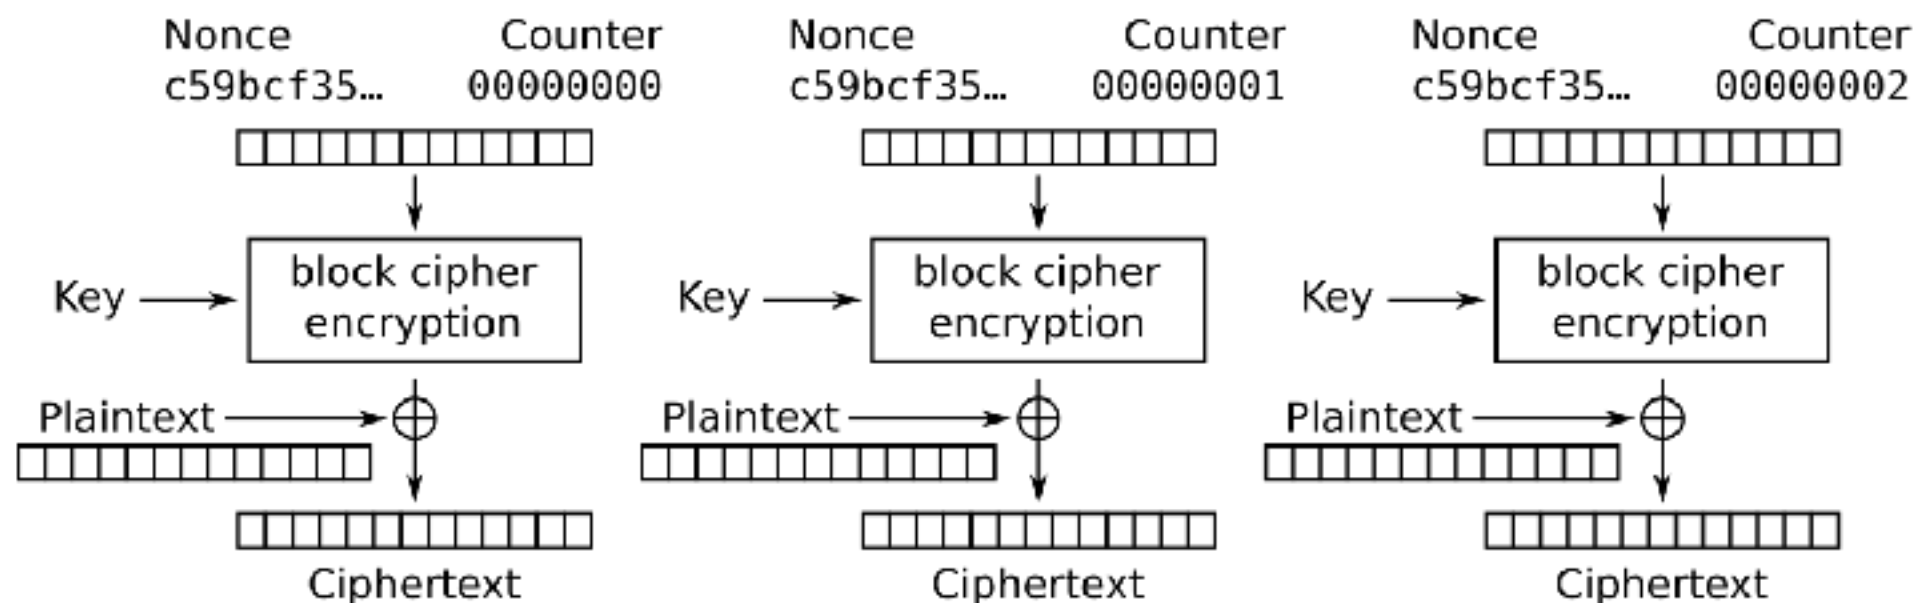 Nonce Counter Nonce Counter Nonce Counter
c59bcf35… 00000000 c59bcf35… 00000001 c59bcf35… 00000002
block cipher block cipher block cipher
Key Key Key
encryption encryption encryption
Plaintext Plaintext Plaintext
Ciphertext Ciphertext Ciphertext